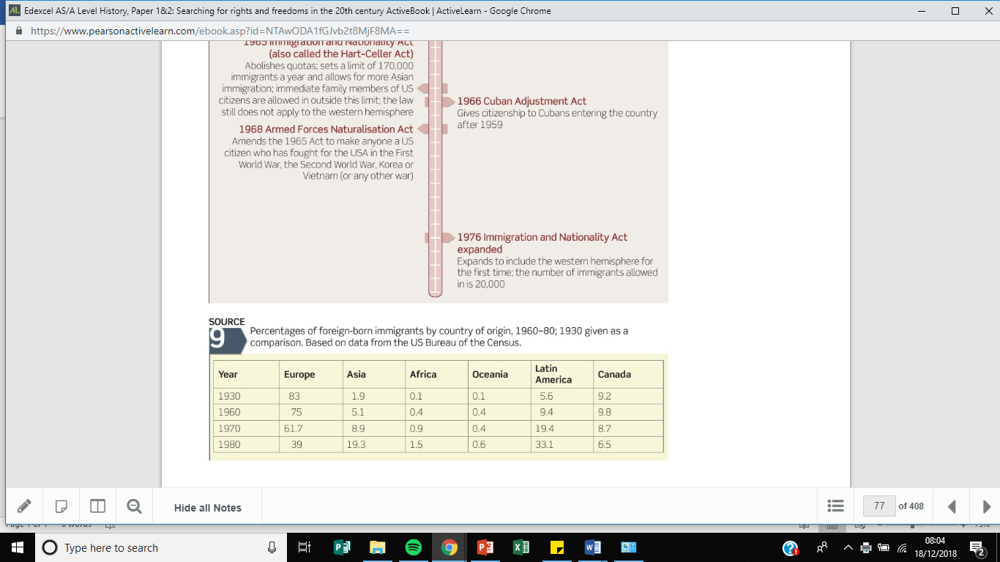 Edexcel AS/A Level History, Paper 1&2: Searching for rights and freedoms in the 20th century ActiveBook | ActiveLearn - Google Chrome
https://www.pearsonactivelearn.com/ebook.asp?id=NTAwODA1fGJvb2t8MjF8MA==
1965 Immigration and Nationality Act
(also called the Hart-Celler Act)
Abolishes quotas; sets a limit of 170,000
immigrants a year and allows for more Asian
immigration; immediate family members of US
citizens are allowed in outside this limit; the law
still does not apply to the western hemisphere
1966 Cuban Adjustment Act
Gives citizenship to Cubans entering the country
after 1959
1968 Armed Forces Naturalisation Act
Amends the 1965 Act to make anyone a US
citizen who has fought for the USA in the First
World War, the Second World War, Korea or
Vietnam (or any other war)
1976 Immigration and Nationality Act
expanded
Expands to include the western hemisphere for
the first time; the number of immigrants allowed
in is 20,000
SOURCE
9
Percentages of foreign-born immigrants by country of origin, 1960–80; 1930 given as a
comparison. Based on data from the US Bureau of the Census.
Year Europe Asia Africa Oceania Latin America Canada
1930 83 1.9 0.1 0.1 5.6 9.2
1960 75 5.1 0.4 0.4 9.4 9.8
1970 61.7 8.9 0.9 0.4 19.4 8.7
1980 39 19.3 1.5 0.6 33.1 6.5
Hide all Notes
77 of 408
Type here to search
08:04
18/12/2018
2